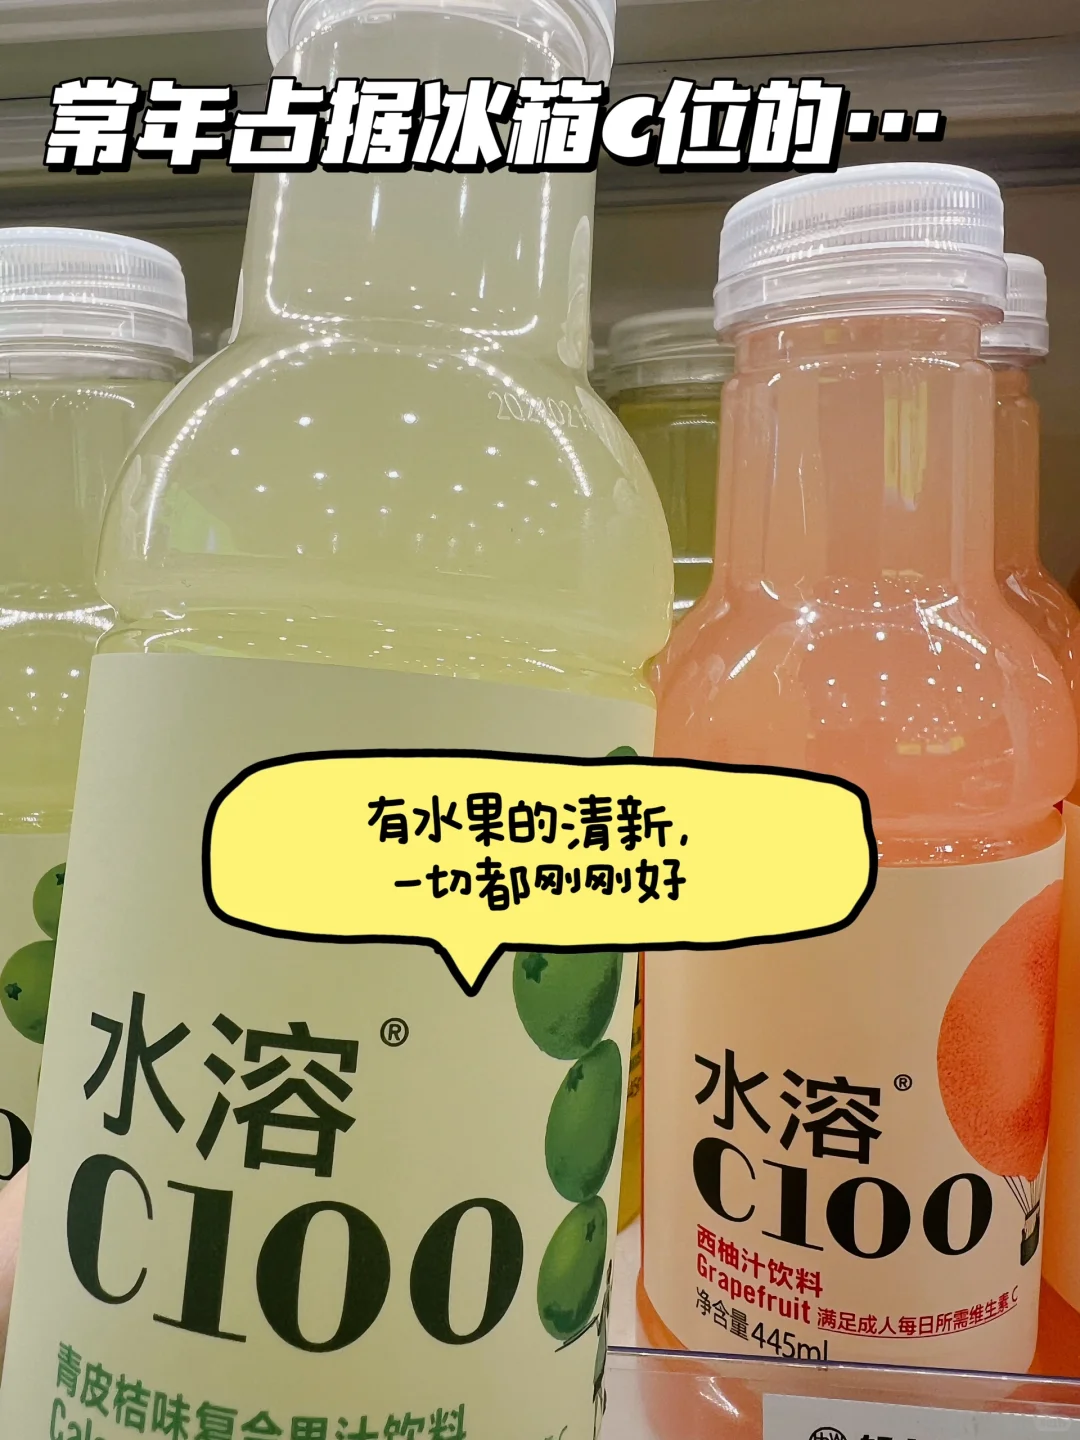 常年占据冰箱c位的…
有水果的清新,
一切都刚刚好
水溶®
C100
青皮桔味复合果汁饮料
水溶®
C100
西柚汁饮料
Grapefruit 满足成人每日所需维生素C
净含量445ml